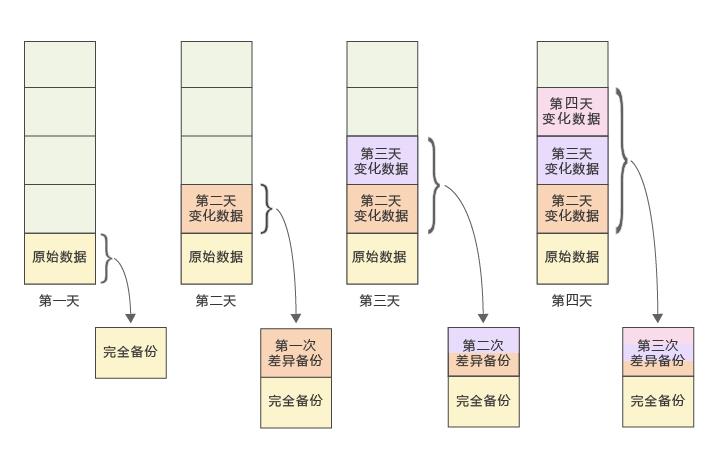 原始数据
第一天
完全备份
第二天
变化数据
原始数据
第二天
第一次
差异备份
完全备份
第三天
变化数据
第二天
变化数据
原始数据
第三天
第二次
差异备份
完全备份
第四天
变化数据
第三天
变化数据
第二天
变化数据
原始数据
第四天
第三次
差异备份
完全备份